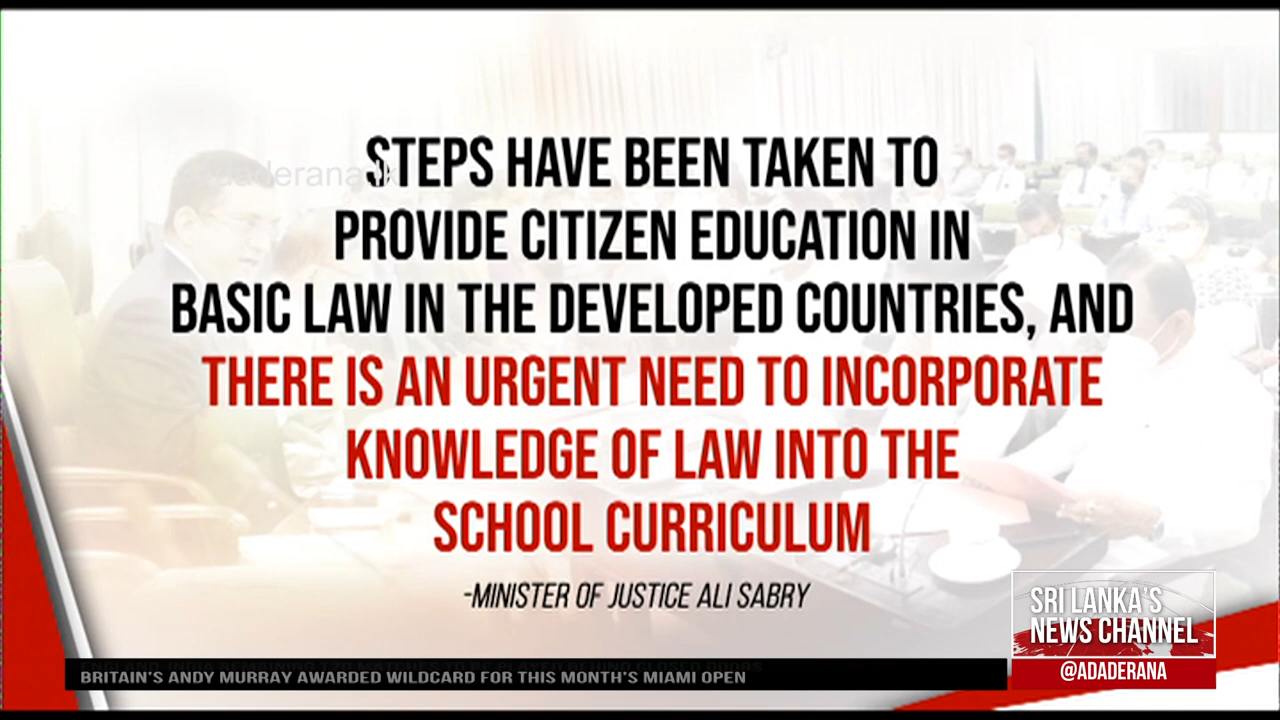 STEPS HAVE BEEN TAKEN TO
PROVIDE CITIZEN EDUCATION IN
BASIC LAW IN THE DEVELOPED COUNTRIES, AND
THERE IS AN URGENT NEED TO INCORPORATE
KNOWLEDGE OF LAW INTO THE
SCHOOL CURRICULUM
-MINISTER OF JUSTICE ALI SABRY
SRI LANKA'S
NEWS CHANNEL
@ADADERANA
BRITAIN'S ANDY MURRAY AWARDED WILDCARD FOR THIS MONTH'S MIAMI OPEN